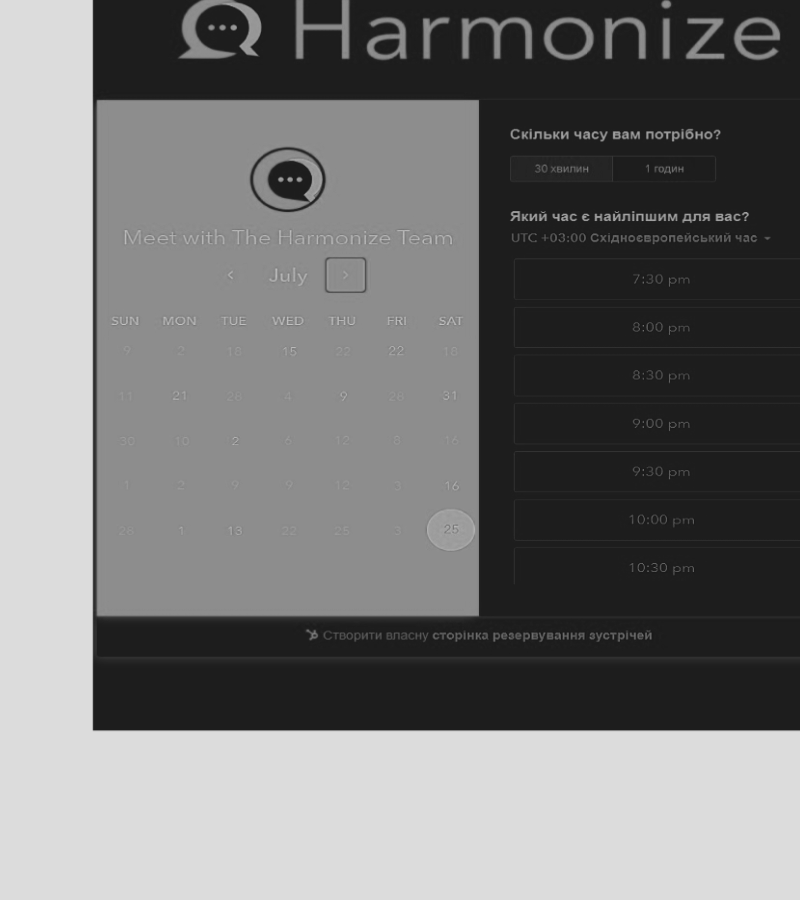 Harmonize
Meet with The Harmonize Team
July
SUN MON TUE WED THU FRI SAT
9 2 18 15 22 22 18
11 21 28 4 9 28 31
30 10 2 6 12 8 16
1 2 9 9 12 3 16
28 1 13 22 25 3 25
Скільки часу вам потрібно?
30 хвилин 1 годин
Який час є найліпшим для вас?
UTC +03:00 Східноєвропейський час
7:30 pm
8:00 pm
8:30 pm
9:00 pm
9:30 pm
10:00 pm
10:30 pm
Створити власну сторінка резервування зустрічей